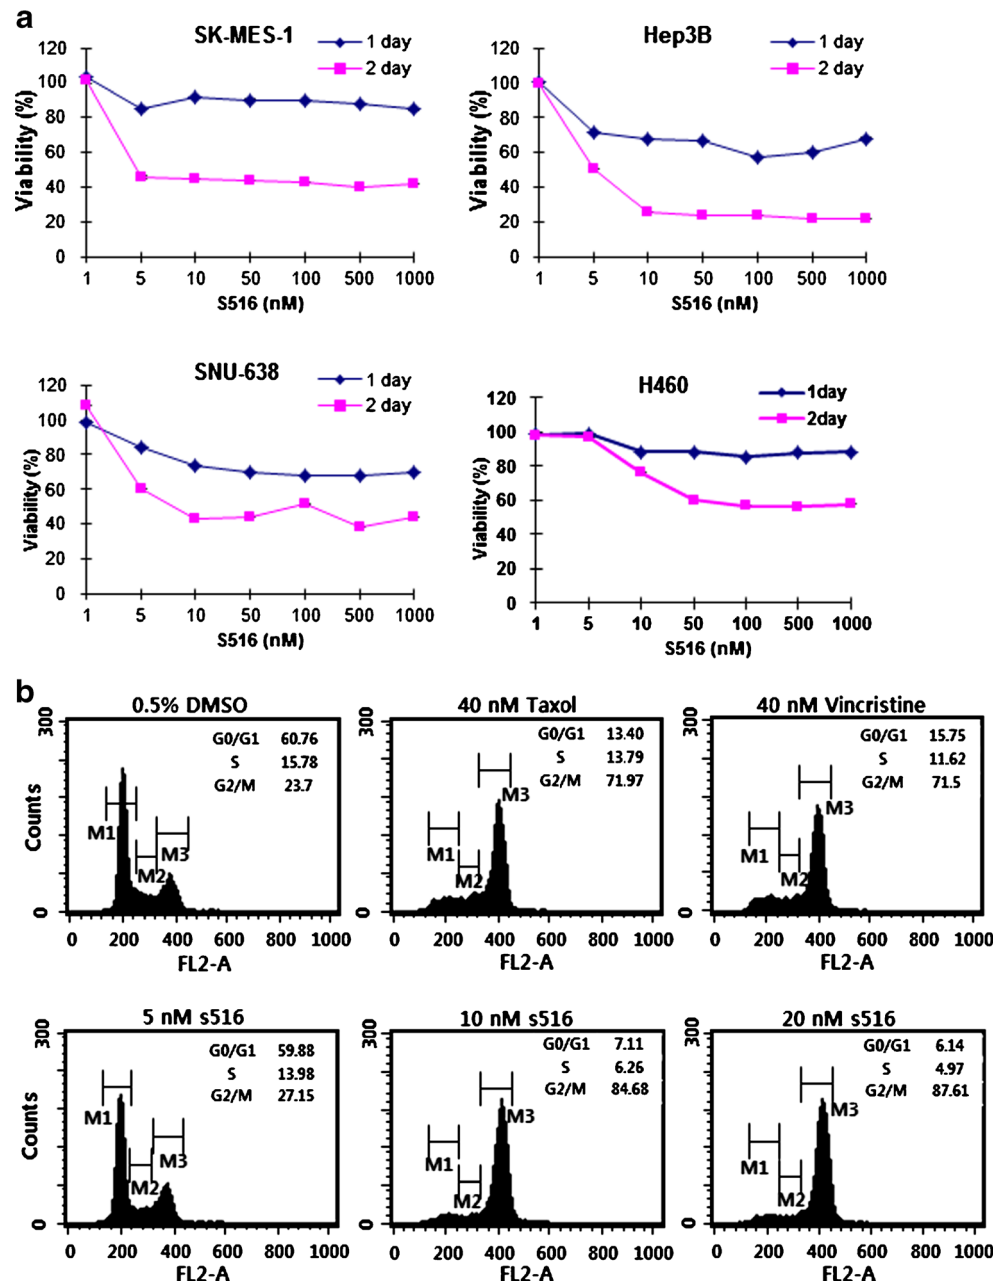 a
SK-MES-1
1 day
2 day
Viability (%)
120
100
80
60
40
20
0
1 5 10 50 100 500 1000
S516 (nM)
Hep3B
1 day
2 day
Viability (%)
120
100
80
60
40
20
0
1 5 10 50 100 500 1000
S516 (nM)
SNU-638
1 day
2 day
Viability (%)
120
100
80
60
40
20
0
1 5 10 50 100 500 1000
S516 (nM)
H460
1day
2day
Viability (%)
120
100
80
60
40
20
0
1 5 10 50 100 500 1000
S516 (nM)
b
0.5% DMSO
300
Counts
0
G0/G1 60.76
S 15.78
G2/M 23.7
M1
M2
M3
0 200 400 600 800 1000
FL2-A
40 nM Taxol
300
0
G0/G1 13.40
S 13.79
G2/M 71.97
M3
M1
M2
0 200 400 600 800 1000
FL2-A
40 nM Vincristine
300
0
G0/G1 15.75
S 11.62
G2/M 71.5
M3
M1
M2
0 200 400 600 800 1000
FL2-A
5 nM s516
300
Counts
0
G0/G1 59.88
S 13.98
G2/M 27.15
M1
M3
M2
0 200 400 600 800 1000
FL2-A
10 nM s516
300
0
G0/G1 7.11
S 6.26
G2/M 84.68
M3
M1
M2
0 200 400 600 800 1000
FL2-A
20 nM s516
300
0
G0/G1 6.14
S 4.97
G2/M 87.61
M3
M1
M2
0 200 400 600 800 1000
FL2-A